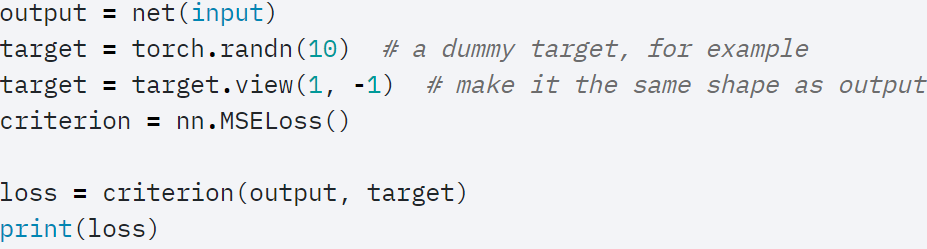 output = net(input)
target = torch.randn(10)  # a dummy target, for example
target = target.view(1, -1)  # make it the same shape as output
criterion = nn.MSELoss()

loss = criterion(output, target)
print(loss)